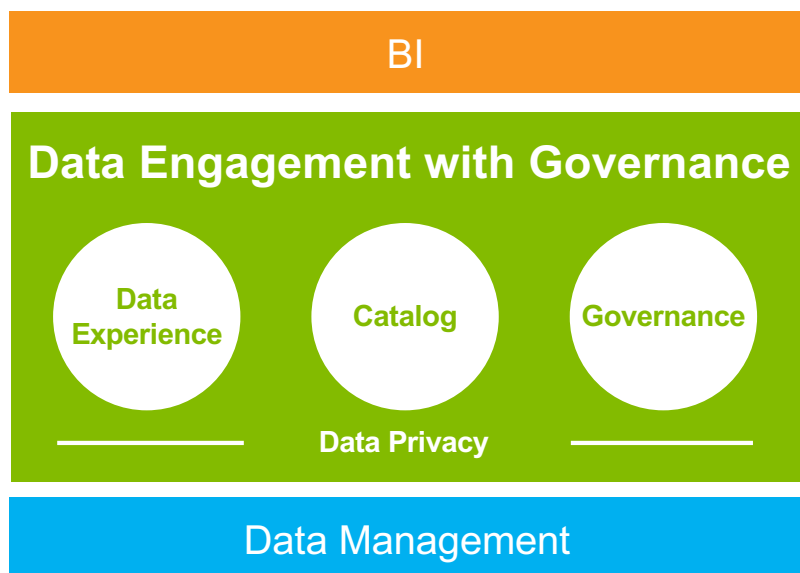 BI
Data Engagement with Governance
Data
Experience
Catalog
Governance
Data Privacy
Data Management